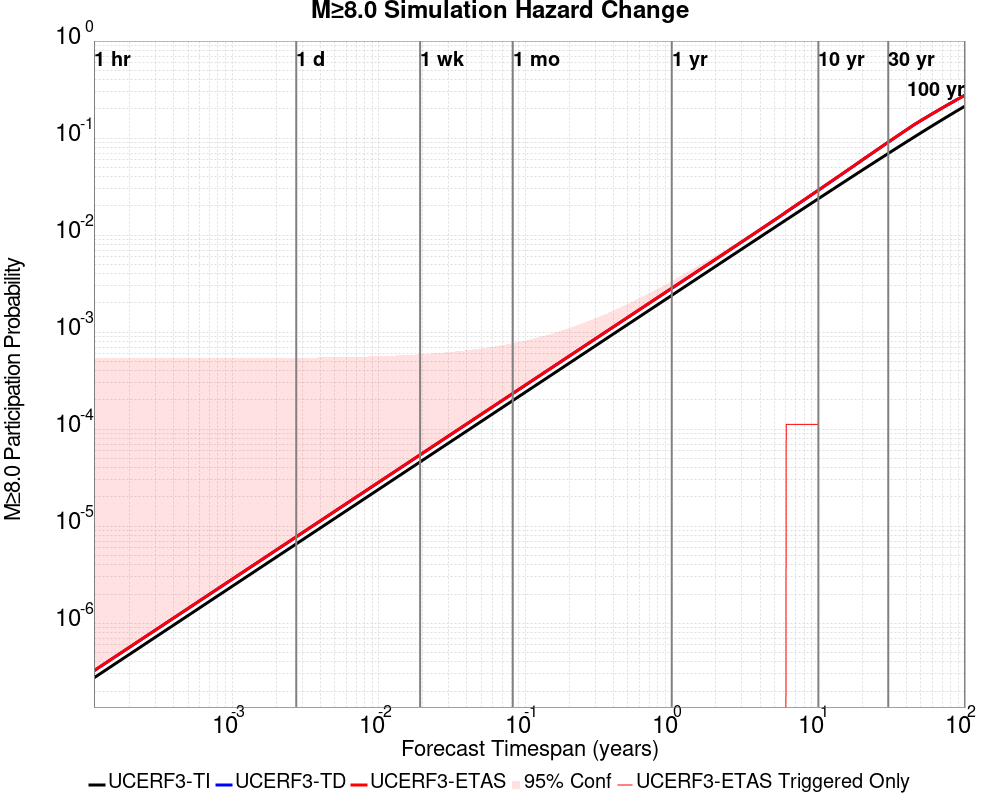 M≥8.0 Simulation Hazard Change
10^0
1 hr 1 d 1 wk 1 mo 1 yr 10 yr 30 yr
100 yr
10^-1
10^-2
10^-3
10^-4
10^-5
10^-6
M≥8.0 Participation Probability
10^-3 10^-2 10^-1 10^0 10^1 10^2
Forecast Timespan (years)
UCERF3-TI UCERF3-TD UCERF3-ETAS 95% Conf UCERF3-ETAS Triggered Only